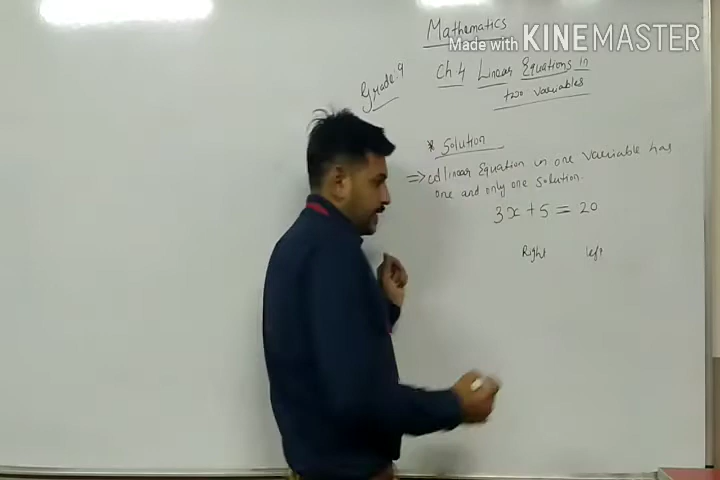 Mathematics
Made with KINEMASTER
Grade: 9
Ch 4 Linear Equations in
two variables
* Solution
⇒ A linear Equation in one variable has
one and only one solution.
3x + 5 = 20
Right left